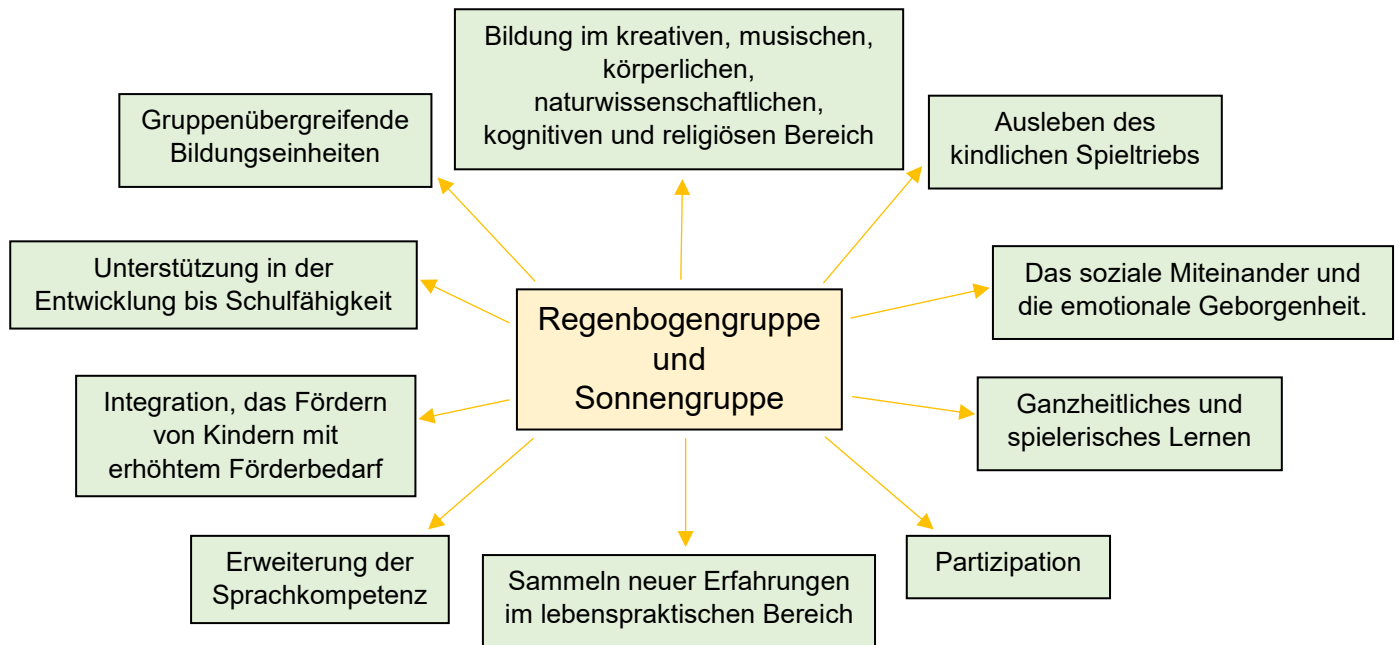 Bildung im kreativen, musischen,
körperlichen,
naturwissenschaftlichen,
kognitiven und religiösen Bereich
Gruppenübergreifende
Bildungseinheiten
Ausleben des
kindlichen Spieltriebs
Unterstützung in der
Entwicklung bis Schulfähigkeit
Das soziale Miteinander und
die emotionale Geborgenheit.
Regenbogengruppe
und
Sonnengruppe
Integration, das Fördern
von Kindern mit
erhöhtem Förderbedarf
Ganzheitliches und
spielerisches Lernen
Erweiterung der
Sprachkompetenz
Sammeln neuer Erfahrungen
im lebenspraktischen Bereich
Partizipation